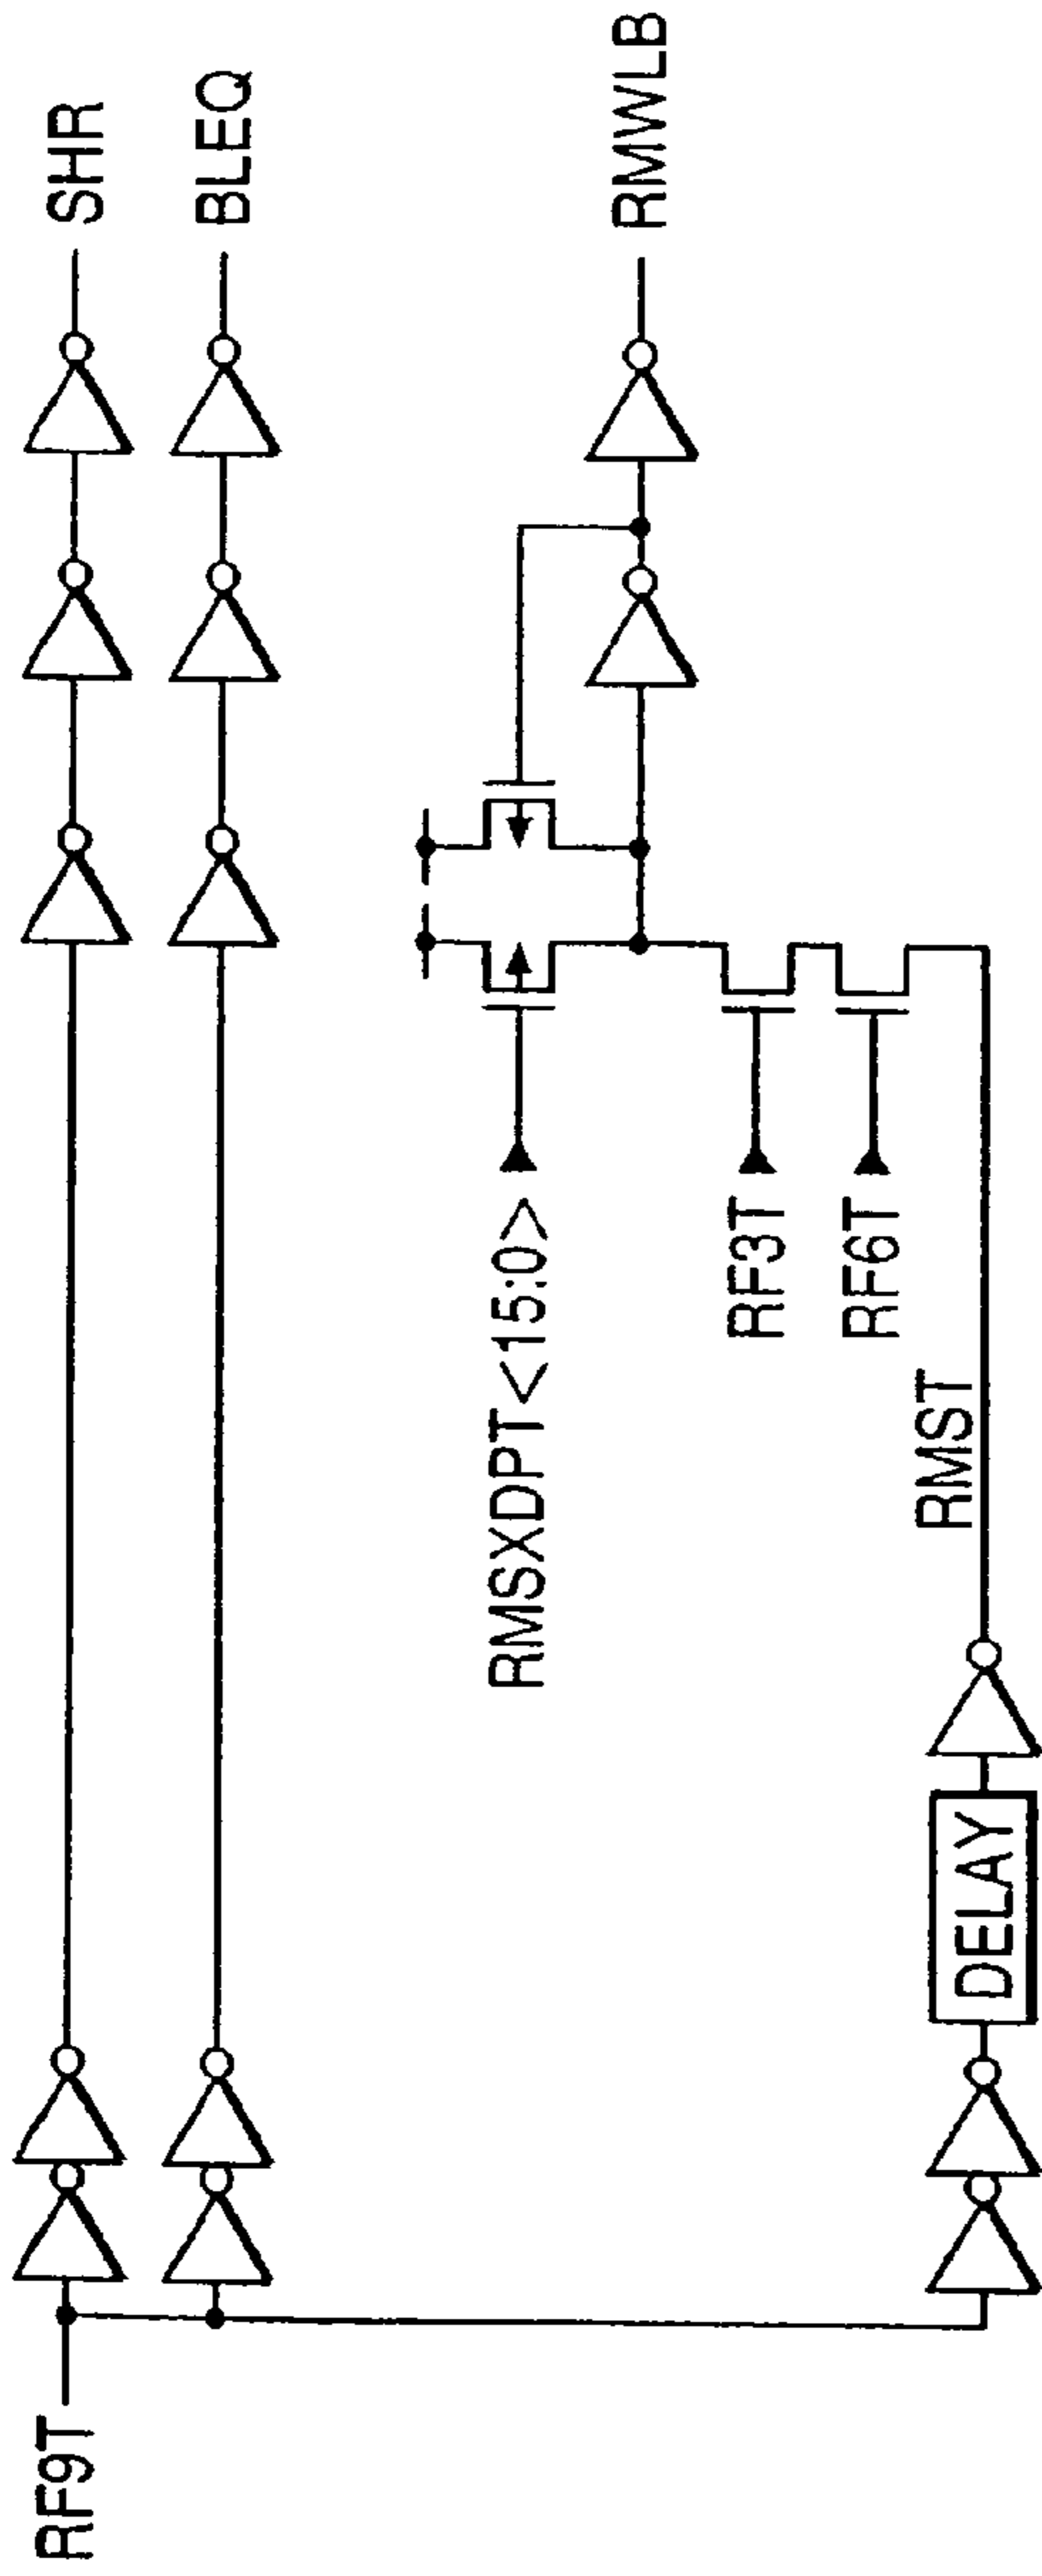 RF9T
SHR
BLEQ
RMSXDPT<15:0>
RMWLB
RF3T
RF6T
RMST
DELAY